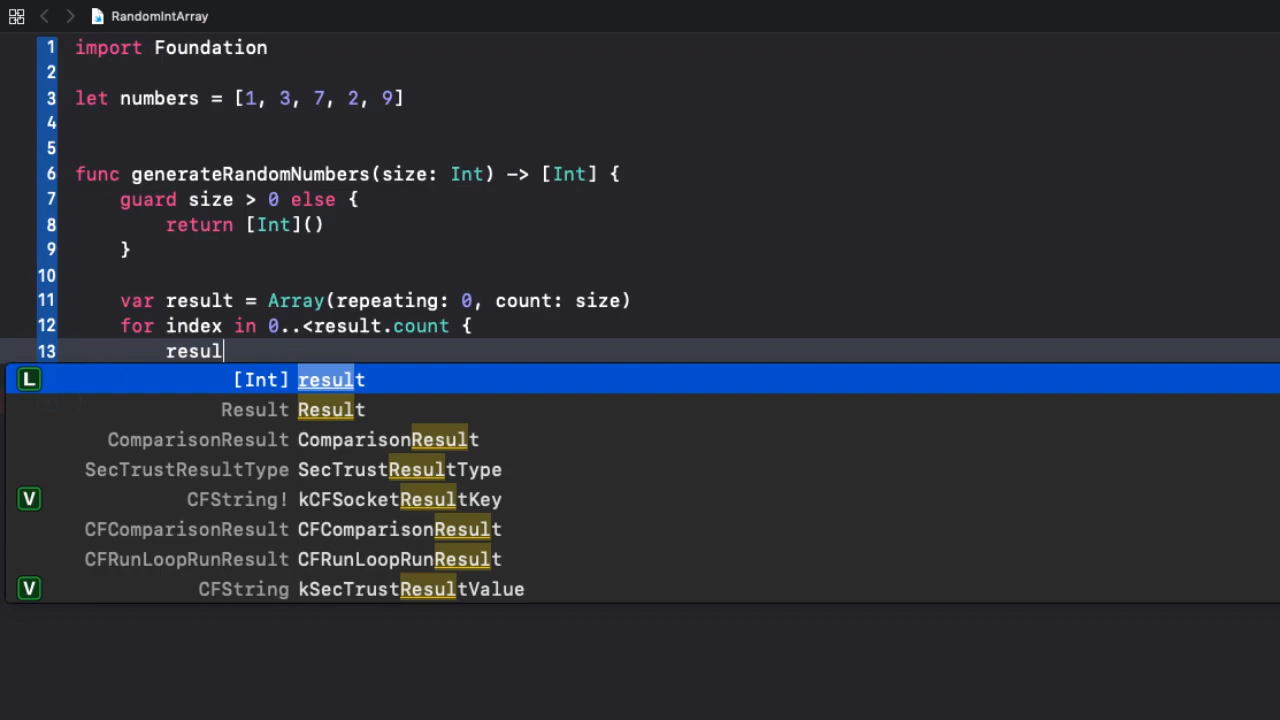 RandomIntArray
1 import Foundation
2
3 let numbers = [1, 3, 7, 2, 9]
4
5
6 func generateRandomNumbers(size: Int) -> [Int] {
7 guard size > 0 else {
8 return [Int]()
9 }
10
11 var result = Array(repeating: 0, count: size)
12 for index in 0..<result.count {
13 resul
L [Int] result
Result Result
ComparisonResult ComparisonResult
SecTrustResultType SecTrustResultType
V CFString! kCFSocketResultKey
CFComparisonResult CFComparisonResult
CFRunLoopRunResult CFRunLoopRunResult
V CFString kSecTrustResultValue